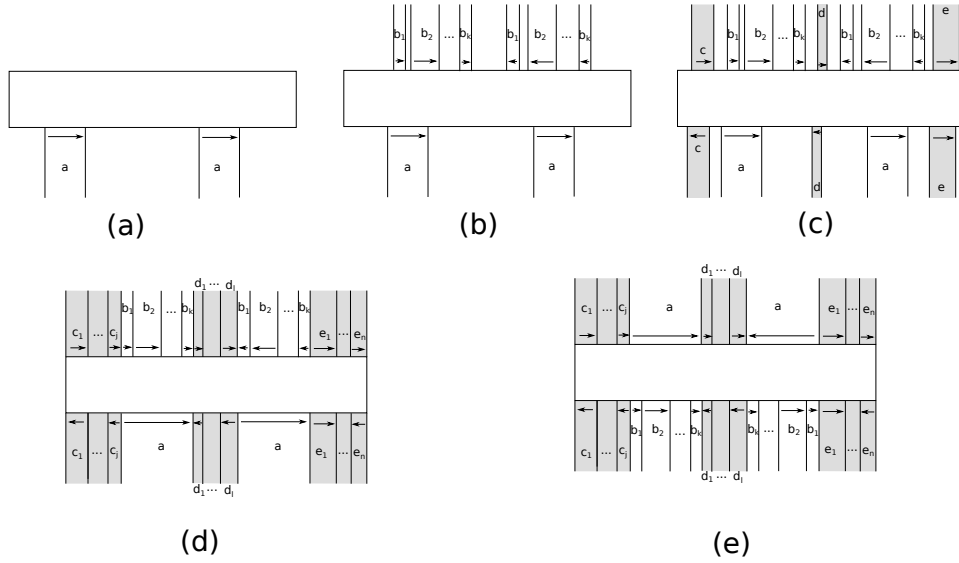 a a
(a)
b1 b2 ... bk b1 b2 ... bk
a a
(b)
c b1 b2 ... bk d b1 b2 ... bk e
c a d a e
(c)
d1 ... dl
c1 ... cj b1 b2 ... bk b1 b2 ... bk e1 ... en
c1 ... cj a a e1 ... en
d1 ... dl
(d)
d1 ... dl
c1 ... cj a a e1 ... en
c1 ... cj b1 b2 ... bk bk ... b2 b1 e1 ... en
d1 ... dl
(e)